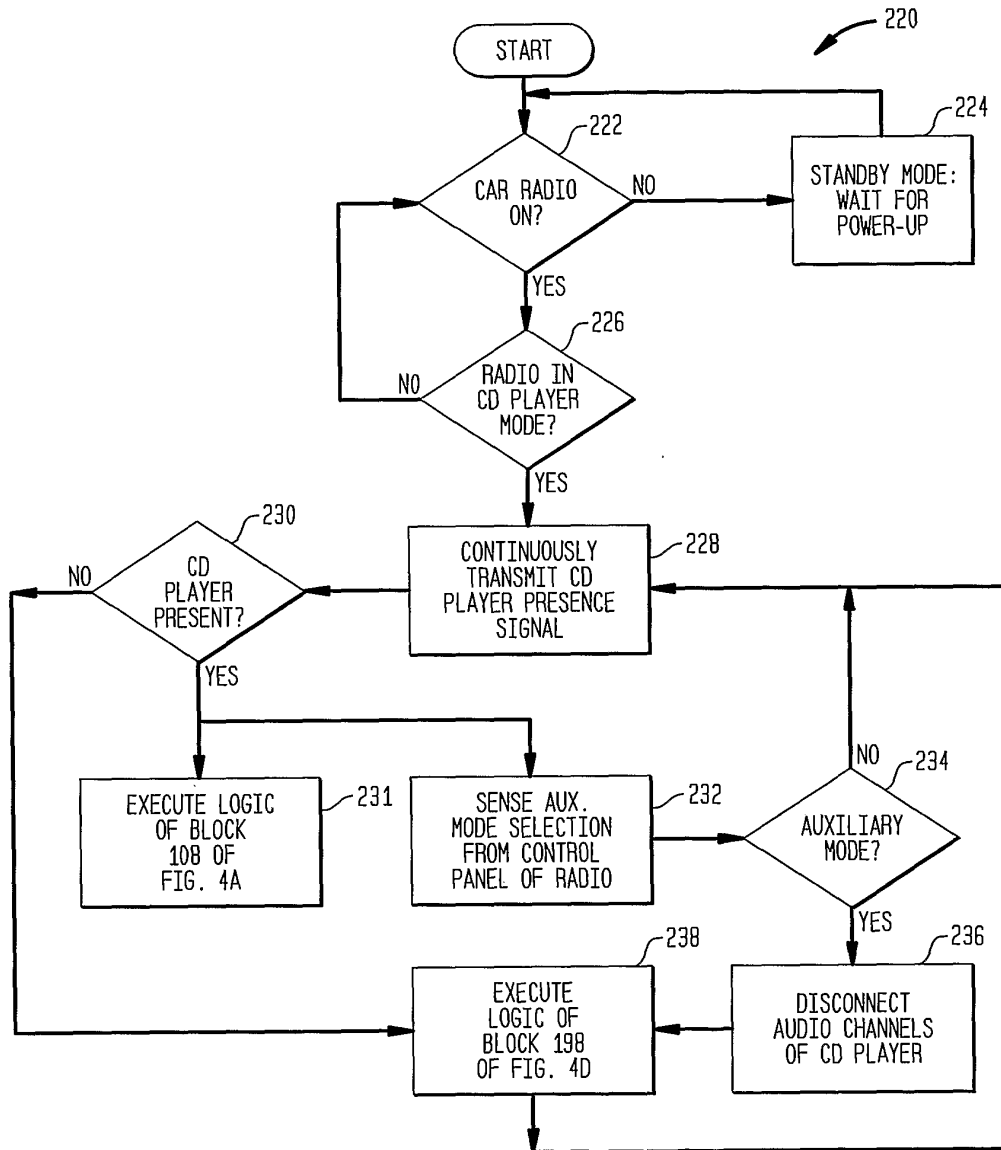 220
START
222
CAR RADIO
ON?
NO
224
STANDBY MODE:
WAIT FOR
POWER-UP
YES
226
RADIO IN
CD PLAYER
MODE?
NO
YES
228
CONTINUOUSLY
TRANSMIT CD
PLAYER PRESENCE
SIGNAL
230
CD
PLAYER
PRESENT?
NO
YES
231
EXECUTE LOGIC
OF BLOCK
108 OF
FIG. 4A
232
SENSE AUX.
MODE SELECTION
FROM CONTROL
PANEL OF RADIO
NO
234
AUXILIARY
MODE?
YES
236
DISCONNECT
AUDIO CHANNELS
OF CD PLAYER
238
EXECUTE
LOGIC OF
BLOCK 198
OF FIG. 4D